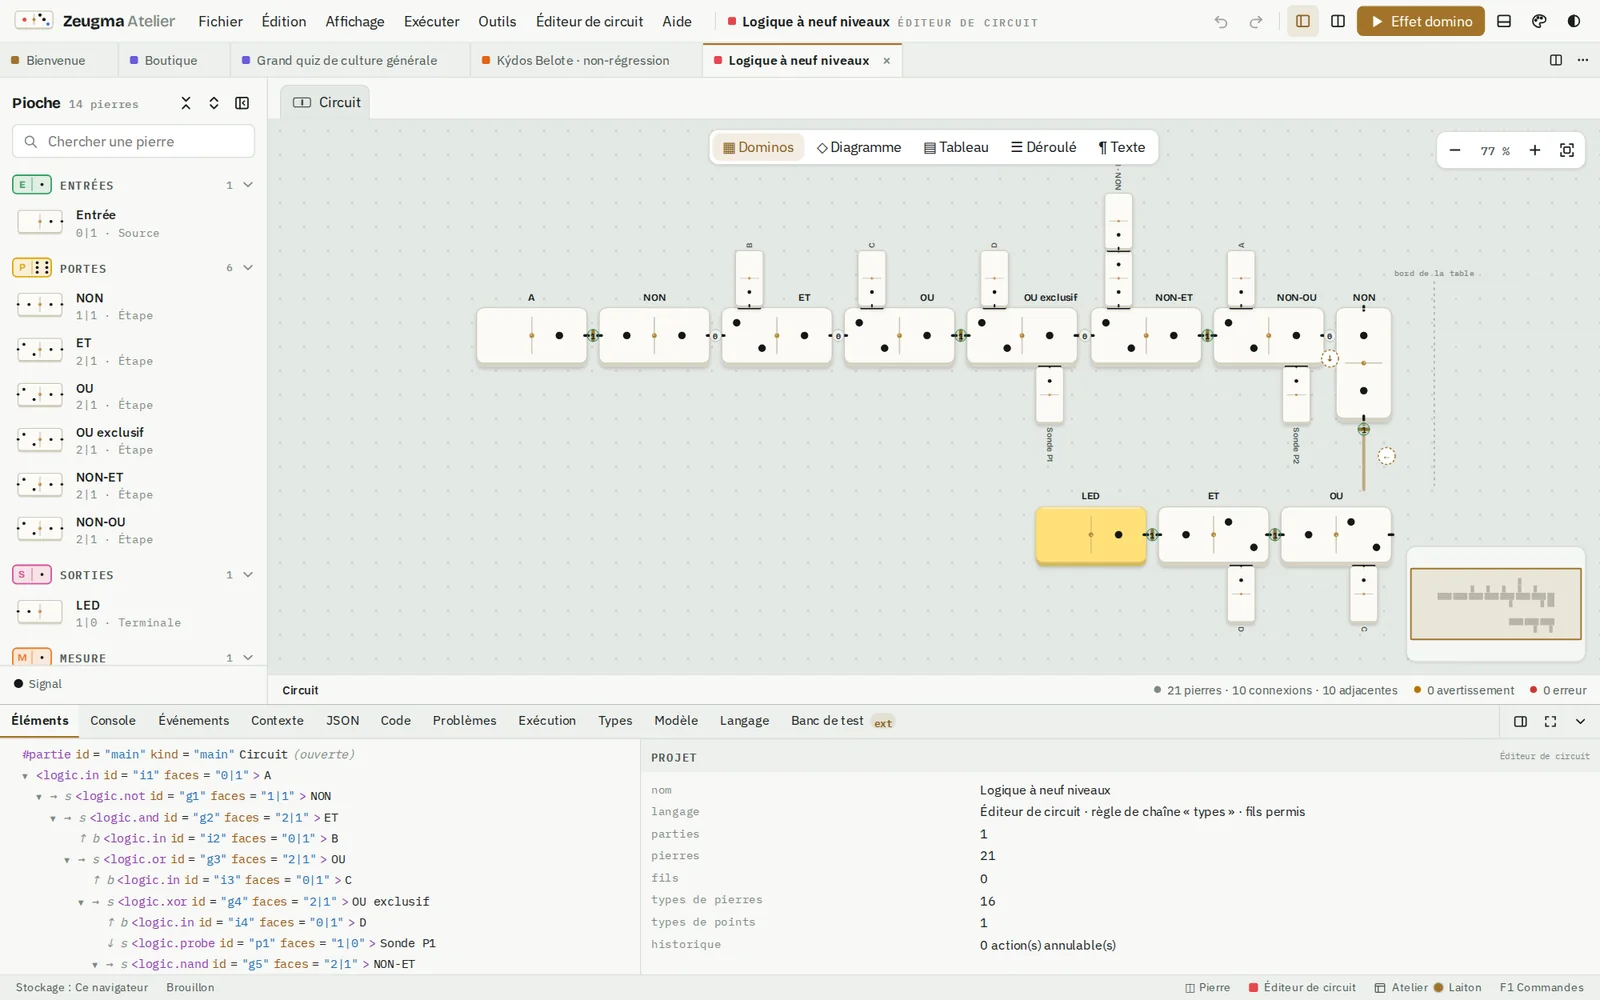 Zeugma Atelier Fichier Édition Affichage Exécuter Outils Éditeur de circuit Aide Logique à neuf niveaux ÉDITEUR DE CIRCUIT Effet domino
Bienvenue Boutique Grand quiz de culture générale Kýdos Belote · non-régression Logique à neuf niveaux ×
Pioche 14 pierres
Chercher une pierre
E ENTRÉES 1
Entrée
0|1 · Source
P PORTES 6
NON
1|1 · Étape
ET
2|1 · Étape
OU
2|1 · Étape
OU exclusif
2|1 · Étape
NON-ET
2|1 · Étape
NON-OU
2|1 · Étape
S SORTIES 1
LED
1|0 · Terminale
M MESURE 1
Signal
Circuit
Dominos Diagramme Tableau Déroulé ¶ Texte
− 77 % +
NON
B C D A
bord de la table
A NON ET OU OU exclusif NON-ET NON-OU NON
0 0 0 0
Sonde P1 Sonde P2
LED ET OU
D C
Circuit 21 pierres · 10 connexions · 10 adjacentes 0 avertissement 0 erreur
Éléments Console Événements Contexte JSON Code Problèmes Exécution Types Modèle Langage Banc de test ext
#partie id = "main" kind = "main" Circuit (ouverte)
▾ <logic.in id = "i1" faces = "0|1" > A
▾ → s <logic.not id = "g1" faces = "1|1" > NON
▾ → s <logic.and id = "g2" faces = "2|1" > ET
↑ b <logic.in id = "i2" faces = "0|1" > B
▾ → s <logic.or id = "g3" faces = "2|1" > OU
↑ b <logic.in id = "i3" faces = "0|1" > C
▾ → s <logic.xor id = "g4" faces = "2|1" > OU exclusif
↑ b <logic.in id = "i4" faces = "0|1" > D
↓ s <logic.probe id = "p1" faces = "1|0" > Sonde P1
▾ → s <logic.nand id = "g5" faces = "2|1" > NON-ET
PROJET Éditeur de circuit
nom Logique à neuf niveaux
langage Éditeur de circuit · règle de chaîne « types » · fils permis
parties 1
pierres 21
fils 0
types de pierres 16
types de points 1
historique 0 action(s) annulable(s)
Stockage : Ce navigateur Brouillon Pierre Éditeur de circuit Atelier Laiton F1 Commandes